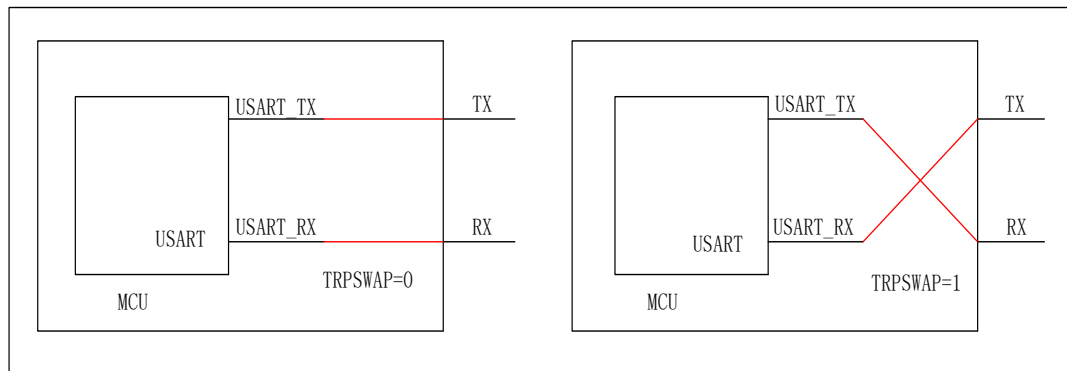 USART_TX
TX
USART_RX
RX
USART
TRPSWAP=0
MCU
USART_TX
TX
USART_RX
RX
USART
TRPSWAP=1
MCU